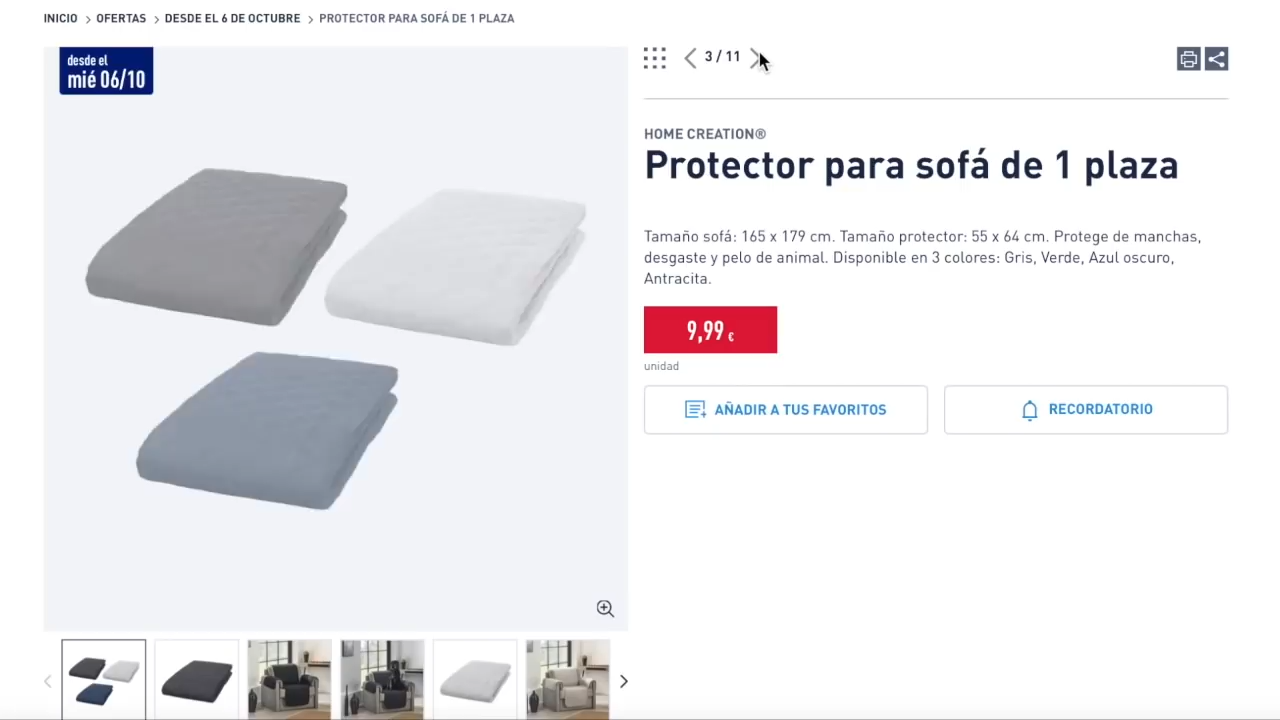 INICIO > OFERTAS > DESDE EL 6 DE OCTUBRE > PROTECTOR PARA SOFÁ DE 1 PLAZA
desde el
mié 06/10
3 / 11
HOME CREATION®
Protector para sofá de 1 plaza
Tamaño sofá: 165 x 179 cm. Tamaño protector: 55 x 64 cm. Protege de manchas,
desgaste y pelo de animal. Disponible en 3 colores: Gris, Verde, Azul oscuro,
Antracita.
9,99 €
unidad
AÑADIR A TUS FAVORITOS
RECORDATORIO